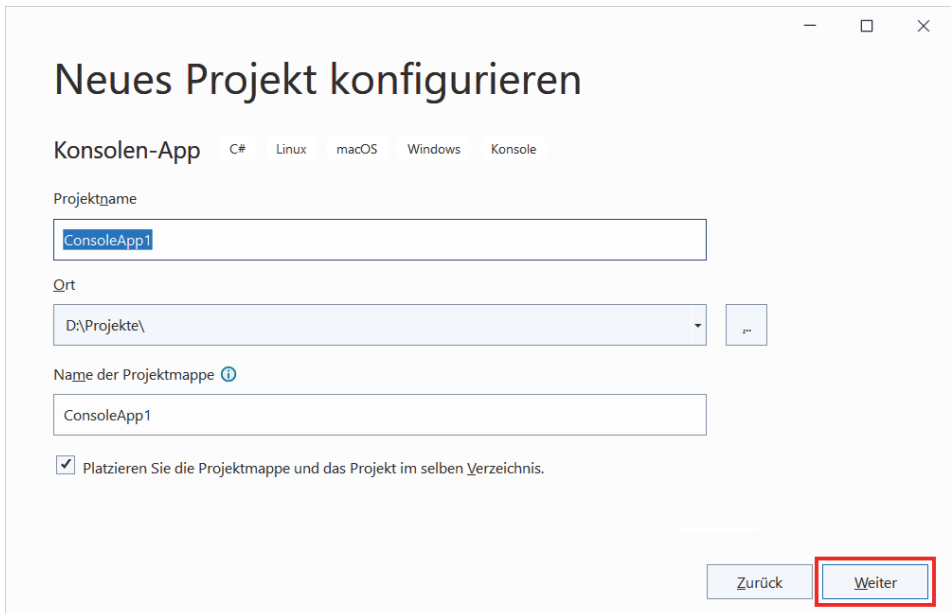 Neues Projekt konfigurieren
Konsolen-App C# Linux macOS Windows Konsole
Projektname
ConsoleApp1
Ort
D:\Projekte\ ...
Name der Projektmappe
ConsoleApp1
Platzieren Sie die Projektmappe und das Projekt im selben Verzeichnis.
Zurück Weiter